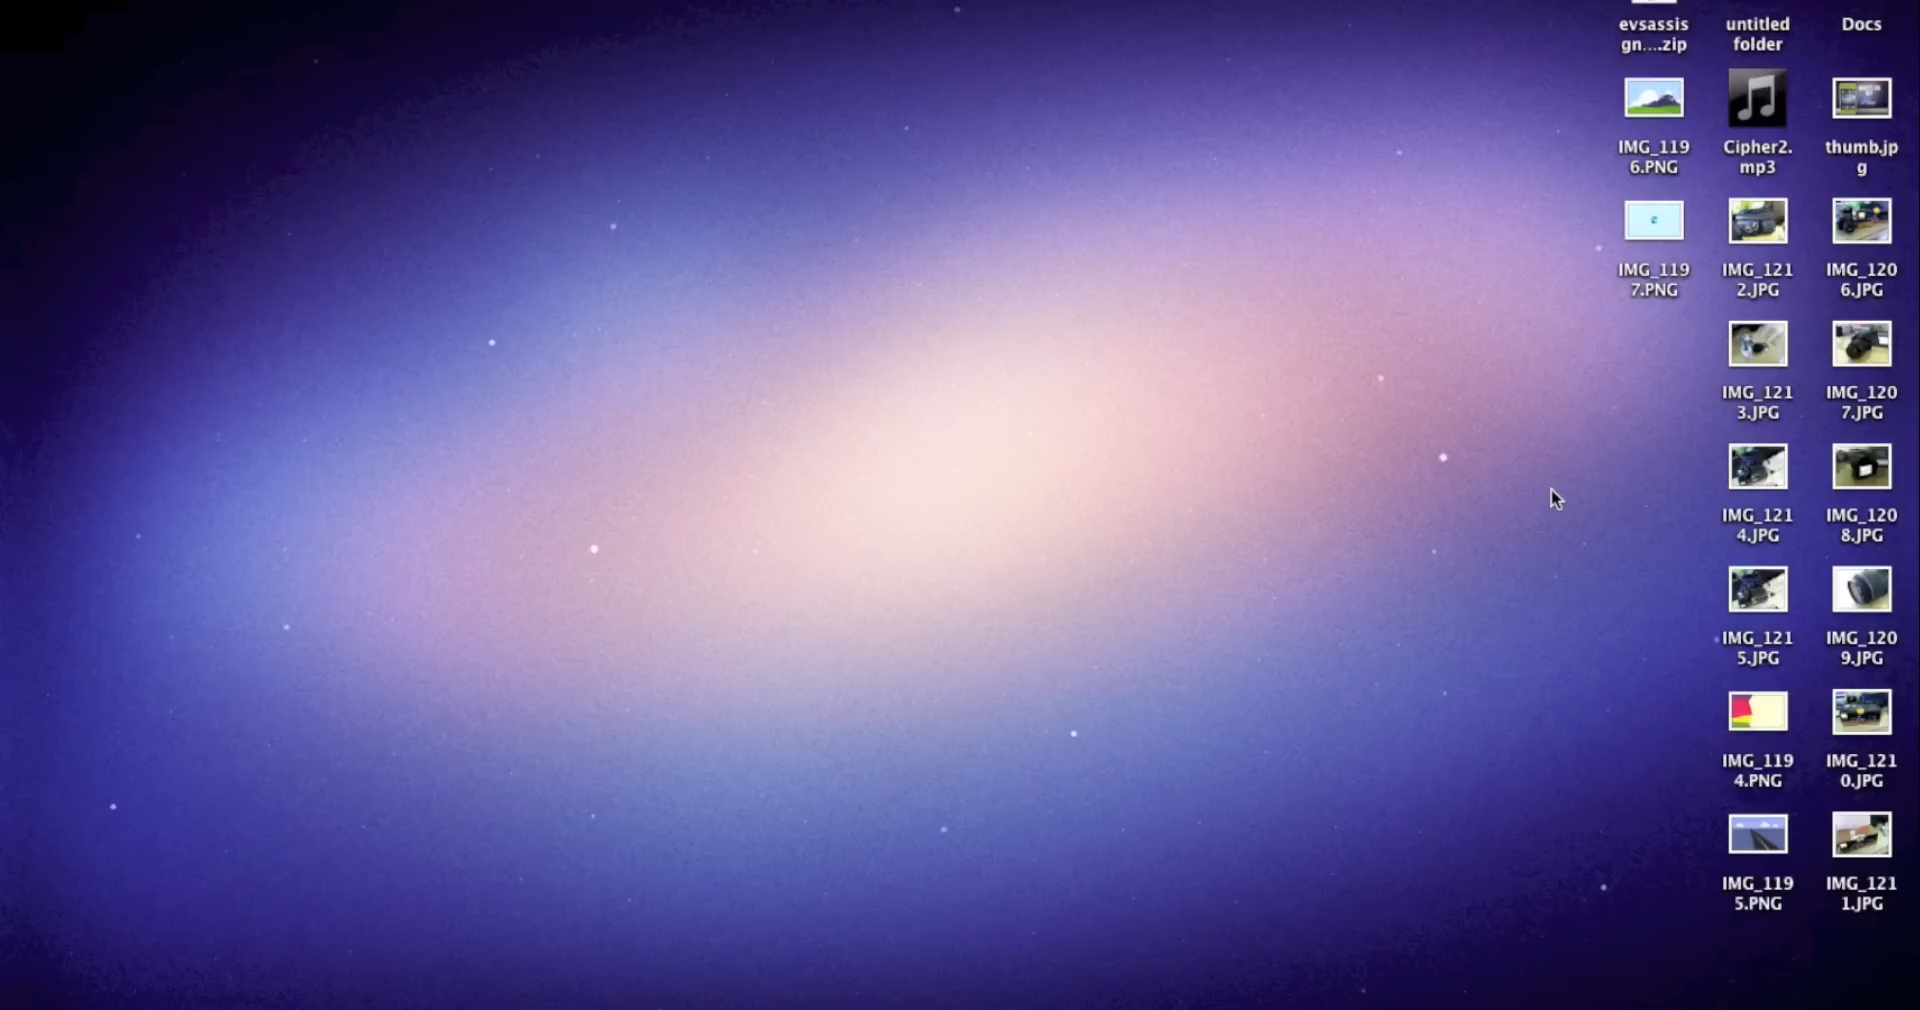 evsassis
gn....zip
untitled
folder
Docs
IMG_119
6.PNG
Cipher2.
mp3
thumb.jp
g
IMG_119
7.PNG
IMG_121
2.JPG
IMG_120
6.JPG
IMG_121
3.JPG
IMG_120
7.JPG
IMG_121
4.JPG
IMG_120
8.JPG
IMG_121
5.JPG
IMG_120
9.JPG
IMG_119
4.PNG
IMG_121
0.JPG
IMG_119
5.PNG
IMG_121
1.JPG